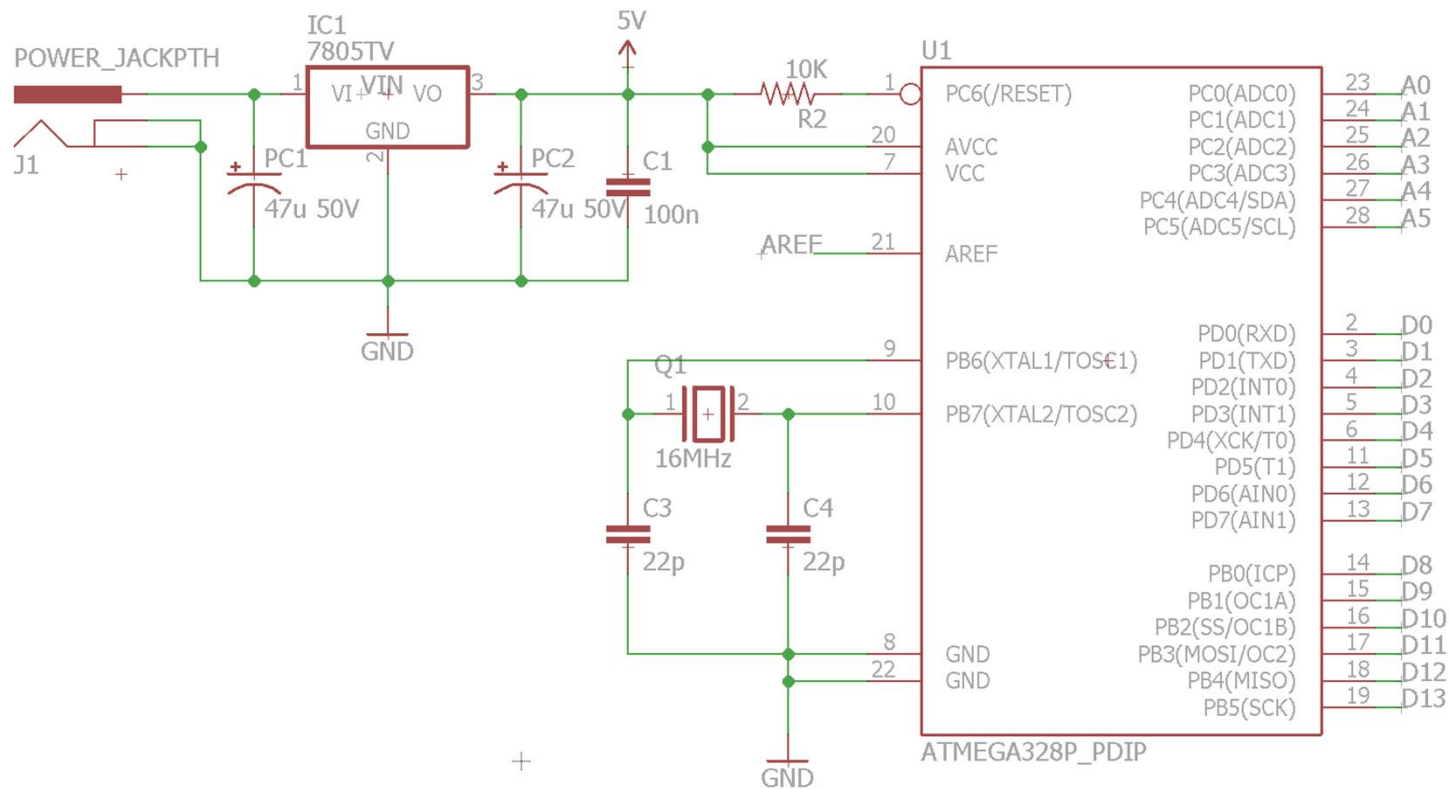 POWER_JACKPTH
J1
IC1
7805TV
1
VI
VIN
VO
3
GND
2
PC1
47u 50V
PC2
47u 50V
C1
100n
5V
GND
10K
R2
AREF
Q1
1
2
16MHz
C3
22p
C4
22p
GND
U1
1 PC6(/RESET)
20 AVCC
7 VCC
21 AREF
9 PB6(XTAL1/TOSC1)
10 PB7(XTAL2/TOSC2)
8 GND
22 GND
PC0(ADC0) 23 A0
PC1(ADC1) 24 A1
PC2(ADC2) 25 A2
PC3(ADC3) 26 A3
PC4(ADC4/SDA) 27 A4
PC5(ADC5/SCL) 28 A5
PD0(RXD) 2 D0
PD1(TXD) 3 D1
PD2(INT0) 4 D2
PD3(INT1) 5 D3
PD4(XCK/T0) 6 D4
PD5(T1) 11 D5
PD6(AIN0) 12 D6
PD7(AIN1) 13 D7
PB0(ICP) 14 D8
PB1(OC1A) 15 D9
PB2(SS/OC1B) 16 D10
PB3(MOSI/OC2) 17 D11
PB4(MISO) 18 D12
PB5(SCK) 19 D13
ATMEGA328P_PDIP